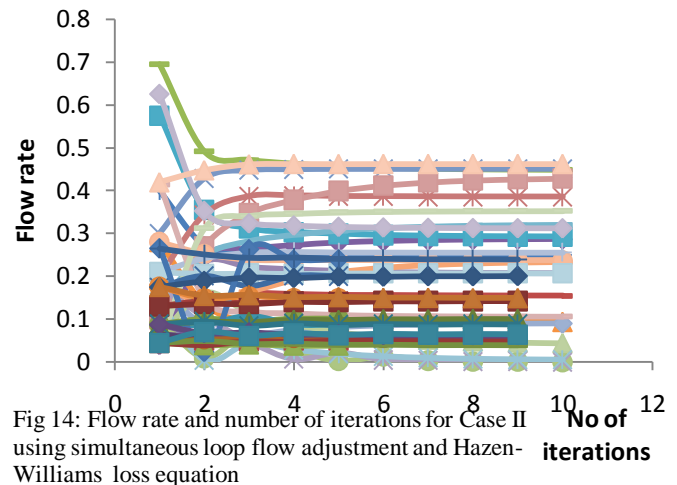 0.8
0.7
0.6
0.5
0.4
0.3
0.2
0.1
0
Flow rate
0 2 4 6 8 10 12
No of
iterations
Fig 14: Flow rate and number of iterations for Case II
using simultaneous loop flow adjustment and Hazen-
Williams loss equation